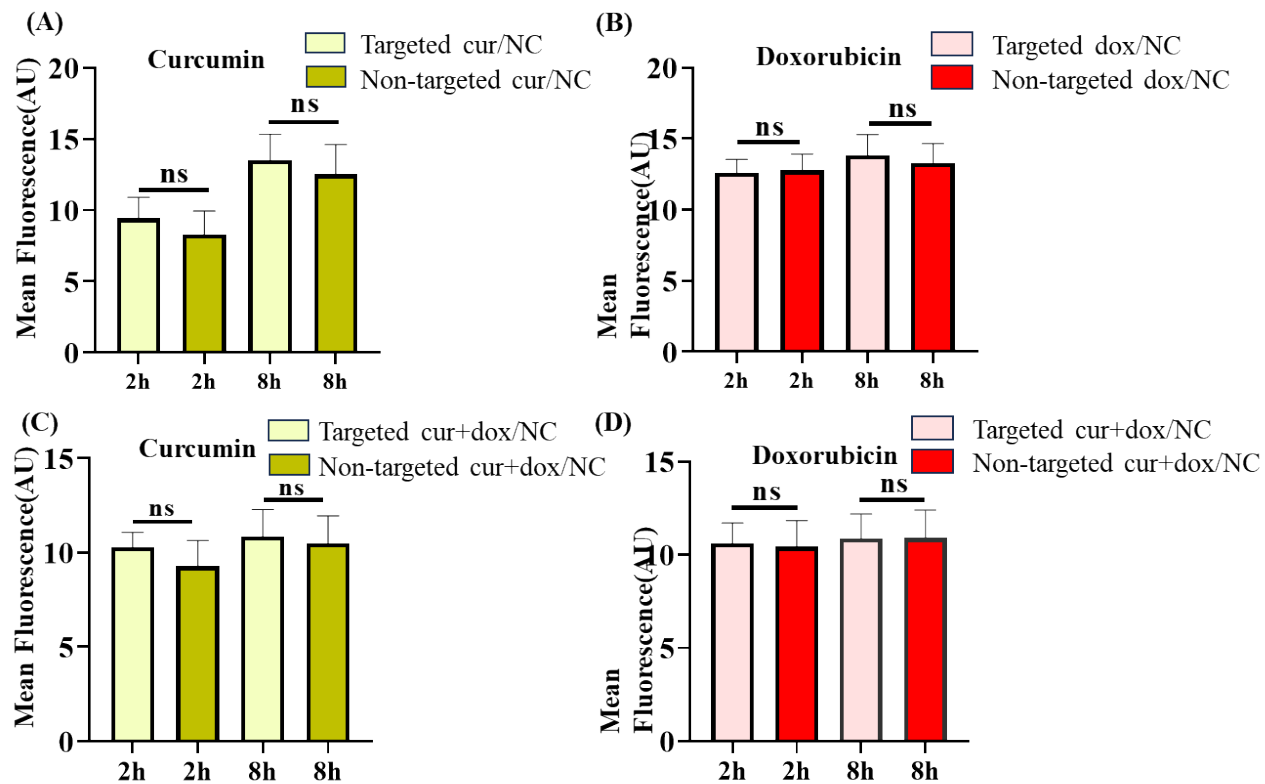 (A)
Curcumin
Targeted cur/NC
Non-targeted cur/NC
Mean Fluorescence(AU)
20
15
10
5
0
ns
ns
2h 2h 8h 8h
(B)
Doxorubicin
Targeted dox/NC
Non-targeted dox/NC
Mean
Fluorescence(AU)
20
15
10
5
0
ns
ns
2h 2h 8h 8h
(C)
Curcumin
Targeted cur+dox/NC
Non-targeted cur+dox/NC
Mean Fluorescence(AU)
15
10
5
0
ns
ns
2h 2h 8h 8h
(D)
Doxorubicin
Targeted cur+dox/NC
Non-targeted cur+dox/NC
Mean
Fluorescence(AU)
15
10
5
0
ns
ns
2h 2h 8h 8h